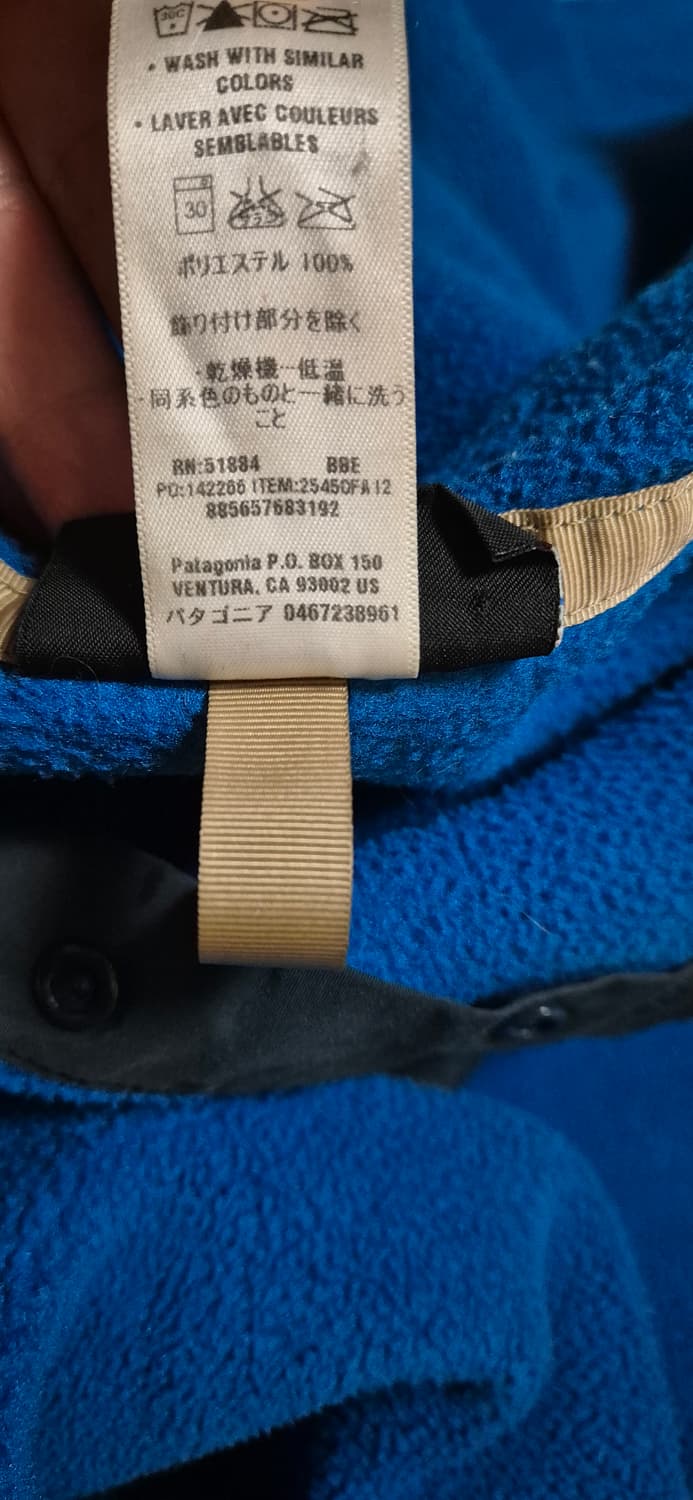 30C
• WASH WITH SIMILAR
COLORS
• LAVER AVEC COULEURS
SEMBLABLES
30
ポリエステル 100%
飾り付け部分を除く
・乾燥機…低温
・同系色のものと一緒に洗う
こと
RN:51884 BBE
PO:142266 ITEM:25450FA12
885657683192
Patagonia P.O. BOX 150
VENTURA, CA 93002 US
パタゴニア 0467238961